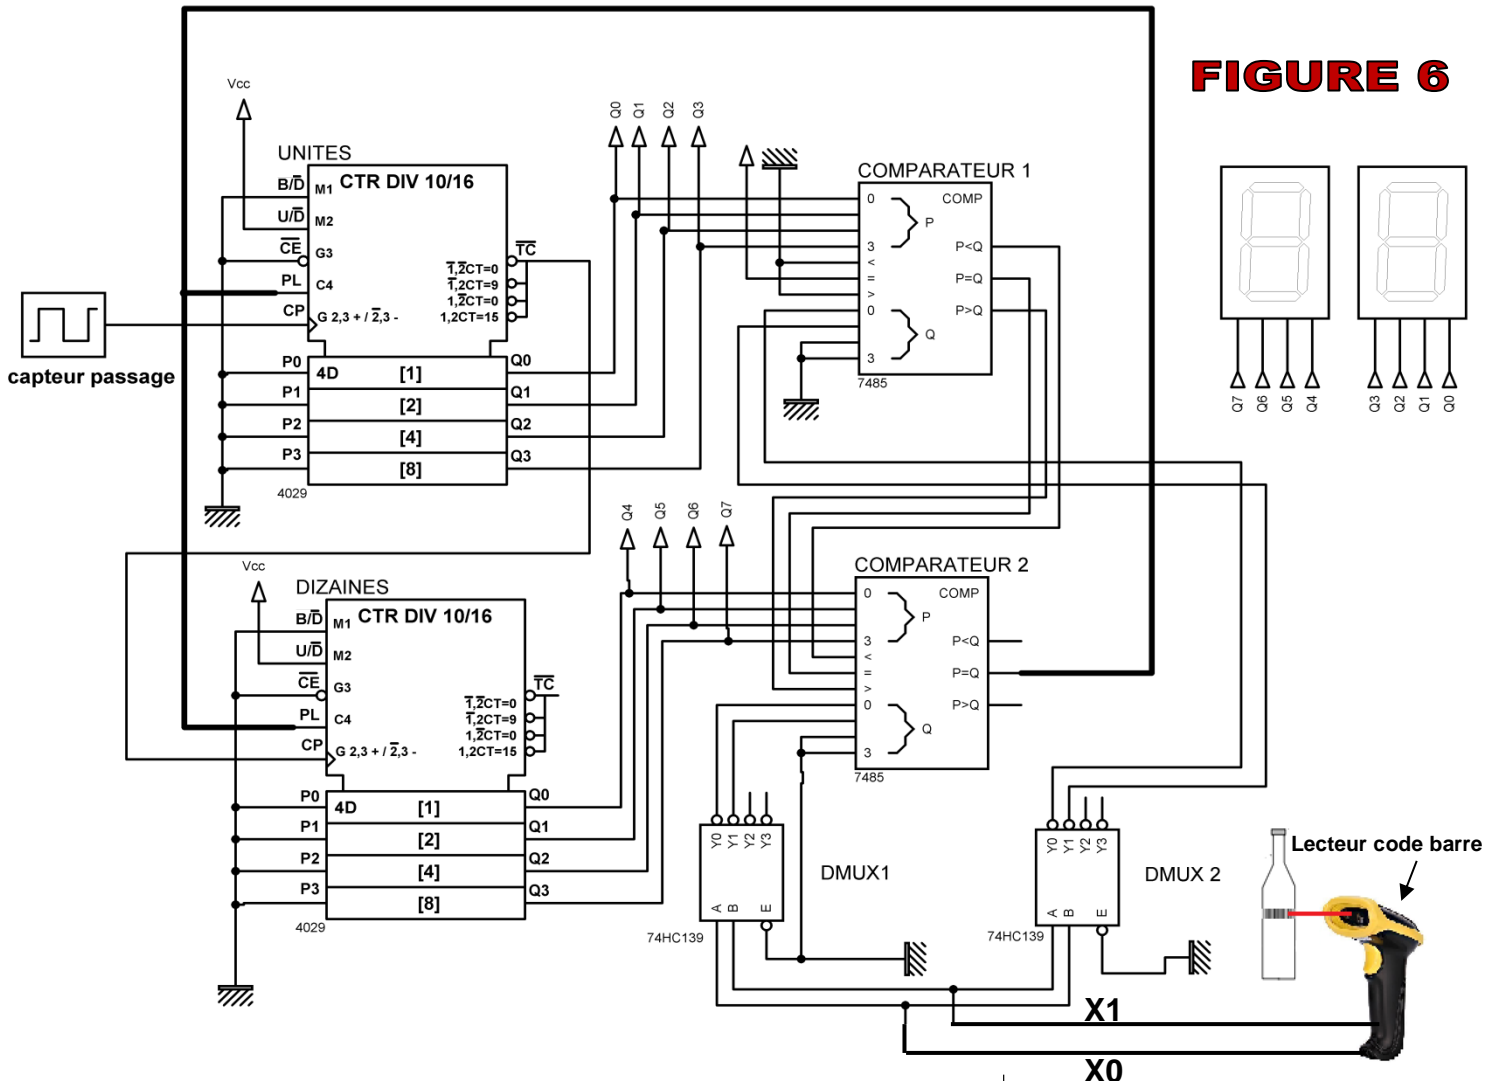 FIGURE 6
Vcc
UNITES
CTR DIV 10/16
B/D̅ M1
U/D̅ M2
C̅E̅ G3
PL C4
CP G 2,3 + / 2̅,3 -
T̅C̅
1̅,2̅CT=0
1̅,2CT=9
1,2̅CT=0
1,2CT=15
P0 4D [1] Q0
P1 [2] Q1
P2 [4] Q2
P3 [8] Q3
4029
capteur passage
Q0 Q1 Q2 Q3
COMPARATEUR 1
0 COMP
P
3 P<Q
<
= P=Q
>
0 P>Q
Q
3
7485
Q7 Q6 Q5 Q4
Q3 Q2 Q1 Q0
Vcc
DIZAINES
CTR DIV 10/16
B/D̅ M1
U/D̅ M2
C̅E̅ G3
PL C4
CP G 2,3 + / 2̅,3 -
T̅C̅
1̅,2̅CT=0
1̅,2CT=9
1,2̅CT=0
1,2CT=15
P0 4D [1] Q0
P1 [2] Q1
P2 [4] Q2
P3 [8] Q3
4029
Q4 Q5 Q6 Q7
COMPARATEUR 2
0 COMP
P
3 P<Q
<
= P=Q
>
0 P>Q
Q
3
7485
Y0 Y1 Y2 Y3
A B E
DMUX1
74HC139
Y0 Y1 Y2 Y3
A B E
DMUX 2
74HC139
Lecteur code barre
X1
X0